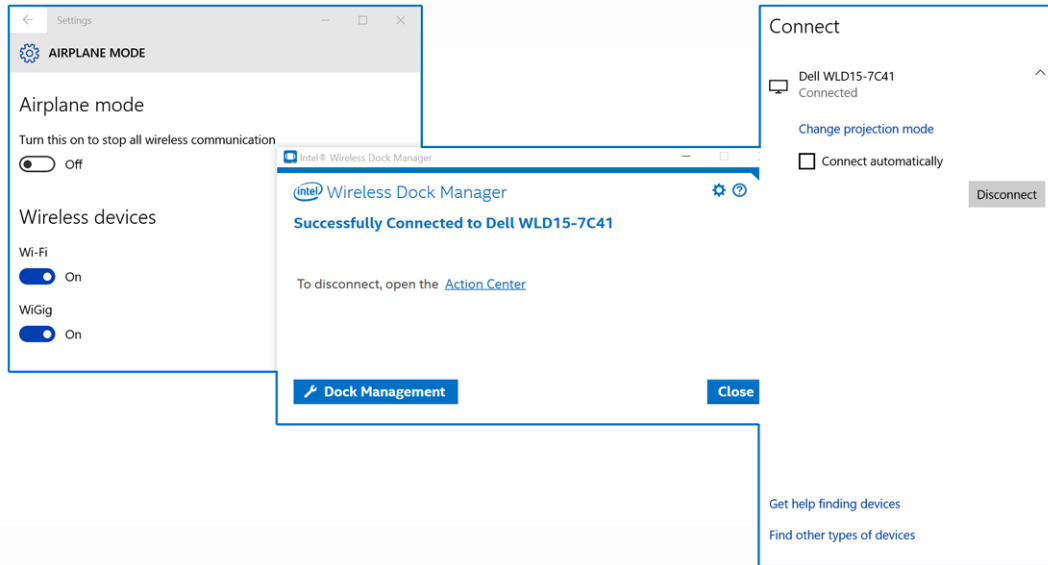 Settings
AIRPLANE MODE
Airplane mode
Turn this on to stop all wireless communication
Off
Wireless devices
Wi-Fi
On
WiGig
On
Intel® Wireless Dock Manager
intel Wireless Dock Manager
Successfully Connected to Dell WLD15-7C41
To disconnect, open the Action Center
Dock Management
Close
Connect
Dell WLD15-7C41
Connected
Change projection mode
Connect automatically
Disconnect
Get help finding devices
Find other types of devices